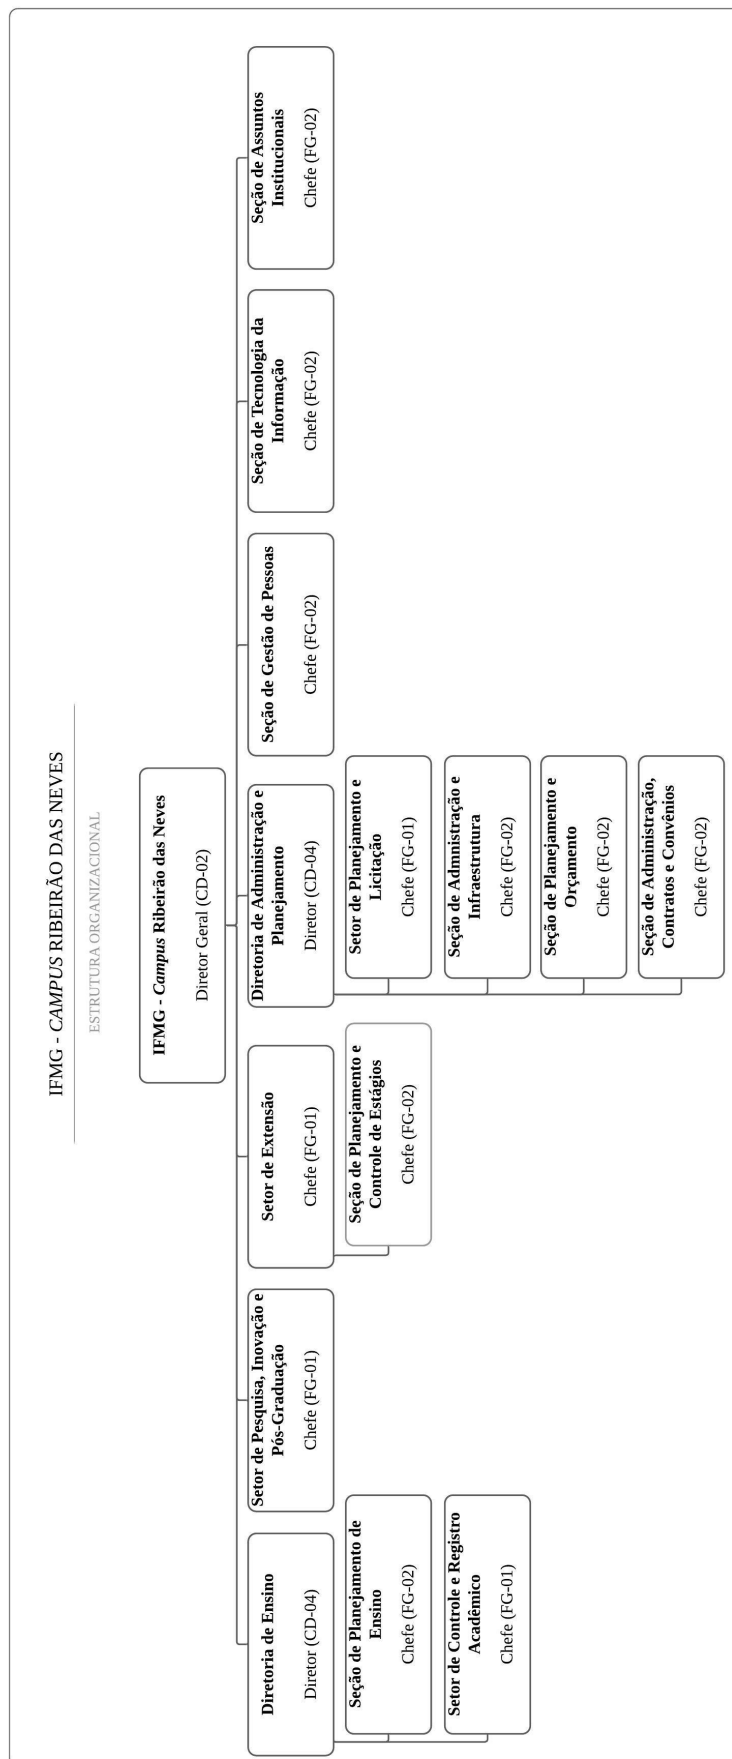 IFMG - CAMPUS RIBEIRÃO DAS NEVES
ESTRUTURA ORGANIZACIONAL
IFMG - Campus Ribeirão das Neves
Diretor Geral (CD-02)
Diretoria de Ensino
Diretor (CD-04)
Seção de Planejamento de
Ensino
Chefe (FG-02)
Setor de Controle e Registro
Acadêmico
Chefe (FG-01)
Setor de Pesquisa, Inovação e
Pós-Graduação
Chefe (FG-01)
Setor de Extensão
Chefe (FG-01)
Seção de Planejamento e
Controle de Estágios
Chefe (FG-02)
Diretoria de Administração e
Planejamento
Diretor (CD-04)
Setor de Planejamento e
Licitação
Chefe (FG-01)
Seção de Admnistração e
Infraestrutura
Chefe (FG-02)
Seção de Planejamento e
Orçamento
Chefe (FG-02)
Seção de Administração,
Contratos e Convênios
Chefe (FG-02)
Seção de Gestão de Pessoas
Chefe (FG-02)
Seção de Tecnologia da
Informação
Chefe (FG-02)
Seção de Assuntos
Institucionais
Chefe (FG-02)